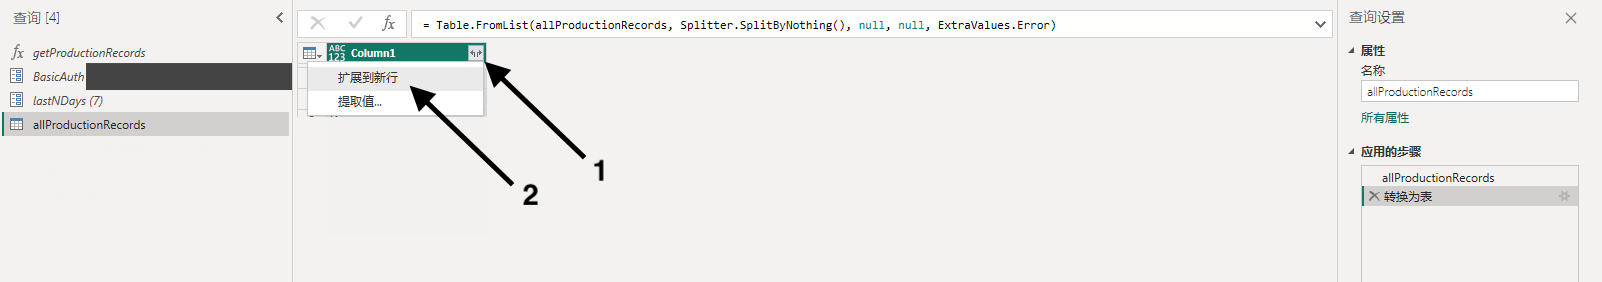 查询 [4]
getProductionRecords
BasicAuth
lastNDays (7)
allProductionRecords
fx
= Table.FromList(allProductionRecords, Splitter.SplitByNothing(), null, null, ExtraValues.Error)
ABC
123
Column1
扩展到新行
提取值...
1
2
查询设置
属性
名称
allProductionRecords
所有属性
应用的步骤
allProductionRecords
转换为表